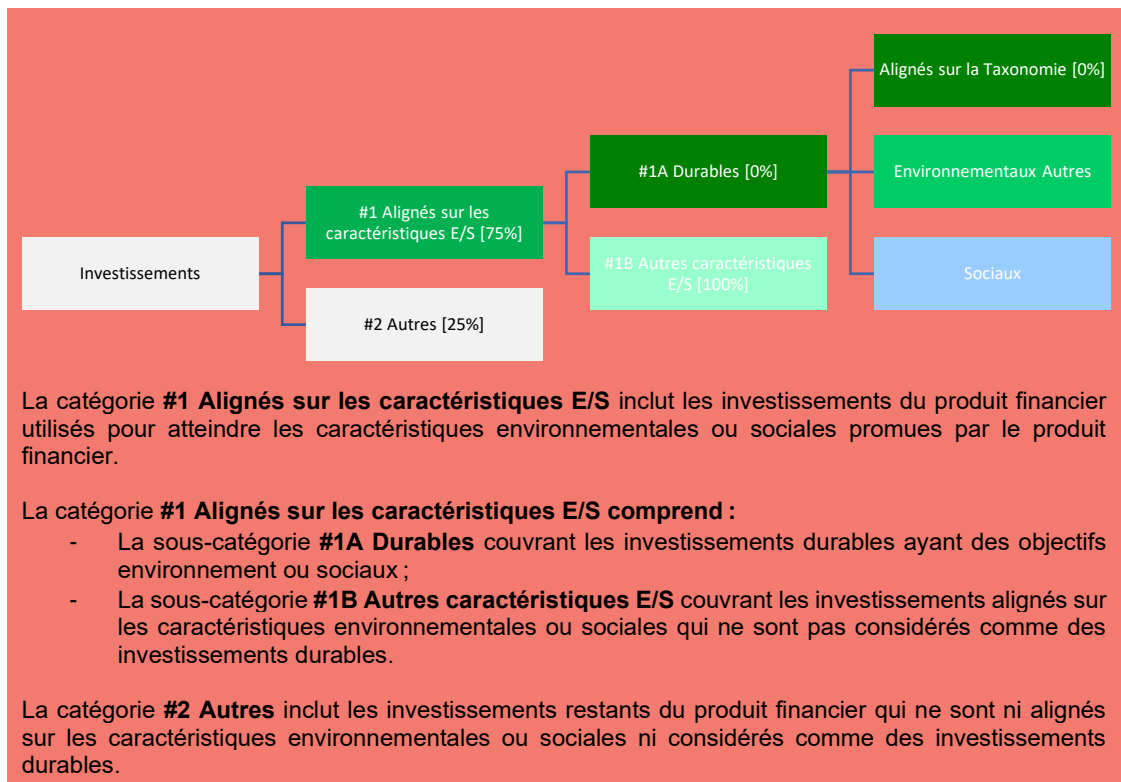 Alignés sur la Taxonomie [0%]
#1A Durables [0%]
Environnementaux Autres
#1 Alignés sur les
caractéristiques E/S [75%]
Investissements
#1B Autres caractéristiques
E/S [100%]
Sociaux
#2 Autres [25%]
La catégorie #1 Alignés sur les caractéristiques E/S inclut les investissements du produit financier
utilisés pour atteindre les caractéristiques environnementales ou sociales promues par le produit
financier.
La catégorie #1 Alignés sur les caractéristiques E/S comprend :
- La sous-catégorie #1A Durables couvrant les investissements durables ayant des objectifs
environnement ou sociaux ;
- La sous-catégorie #1B Autres caractéristiques E/S couvrant les investissements alignés sur
les caractéristiques environnementales ou sociales qui ne sont pas considérés comme des
investissements durables.
La catégorie #2 Autres inclut les investissements restants du produit financier qui ne sont ni alignés
sur les caractéristiques environnementales ou sociales ni considérés comme des investissements
durables.